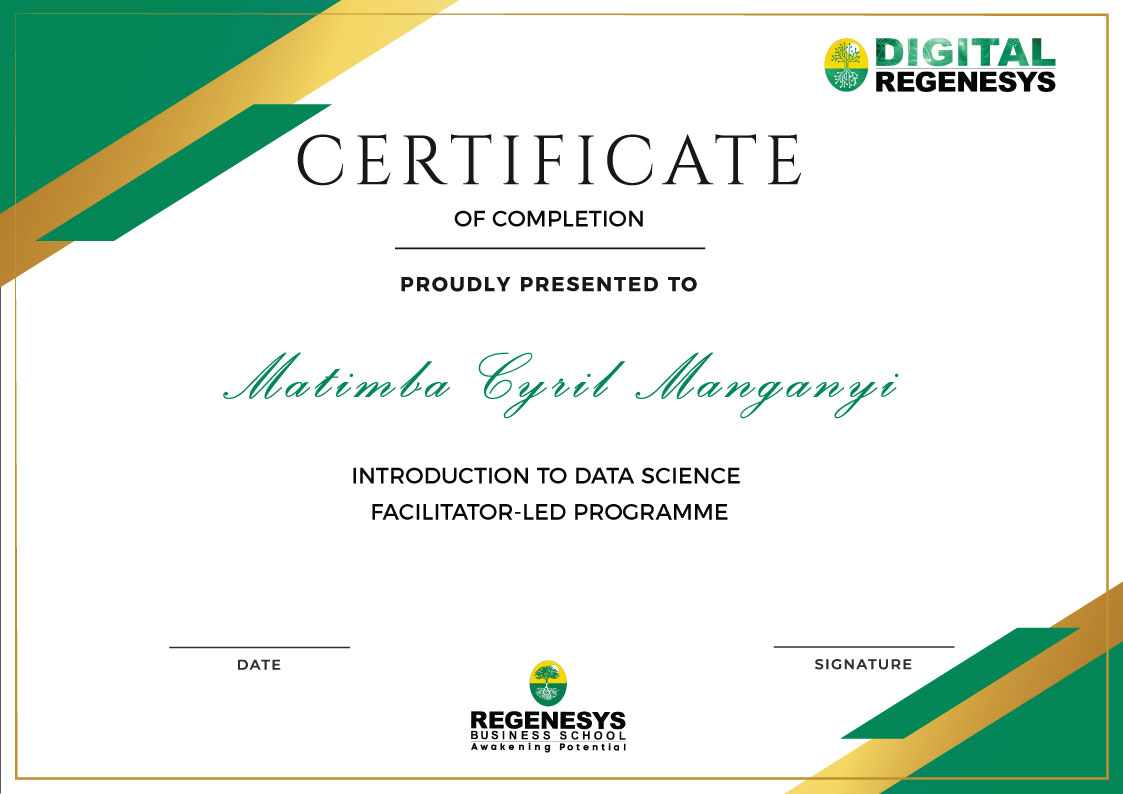 DIGITAL
REGENESYS
CERTIFICATE
OF COMPLETION
PROUDLY PRESENTED TO
Matimba Cyril Manganyi
INTRODUCTION TO DATA SCIENCE
FACILITATOR-LED PROGRAMME
DATE
SIGNATURE
REGENESYS
BUSINESS SCHOOL
Awakening Potential